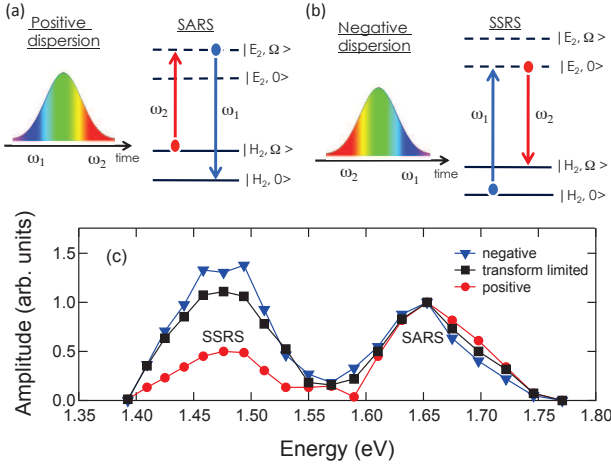 (a) Positive dispersion
SARS
| E₂, Ω >
| E₂, 0>
ω₂
ω₁
| H₂, Ω >
| H₂, 0>
ω₁ ω₂ time
(b) Negative dispersion
SSRS
| E₂, Ω >
| E₂, 0>
ω₁
ω₂
| H₂, Ω >
| H₂, 0>
ω₂ ω₁ time
(c)
negative
transform limited
positive
SSRS
SARS
Amplitude (arb. units)
1.5
1.0
0.5
0.0
1.35 1.40 1.45 1.50 1.55 1.60 1.65 1.70 1.75 1.80
Energy (eV)